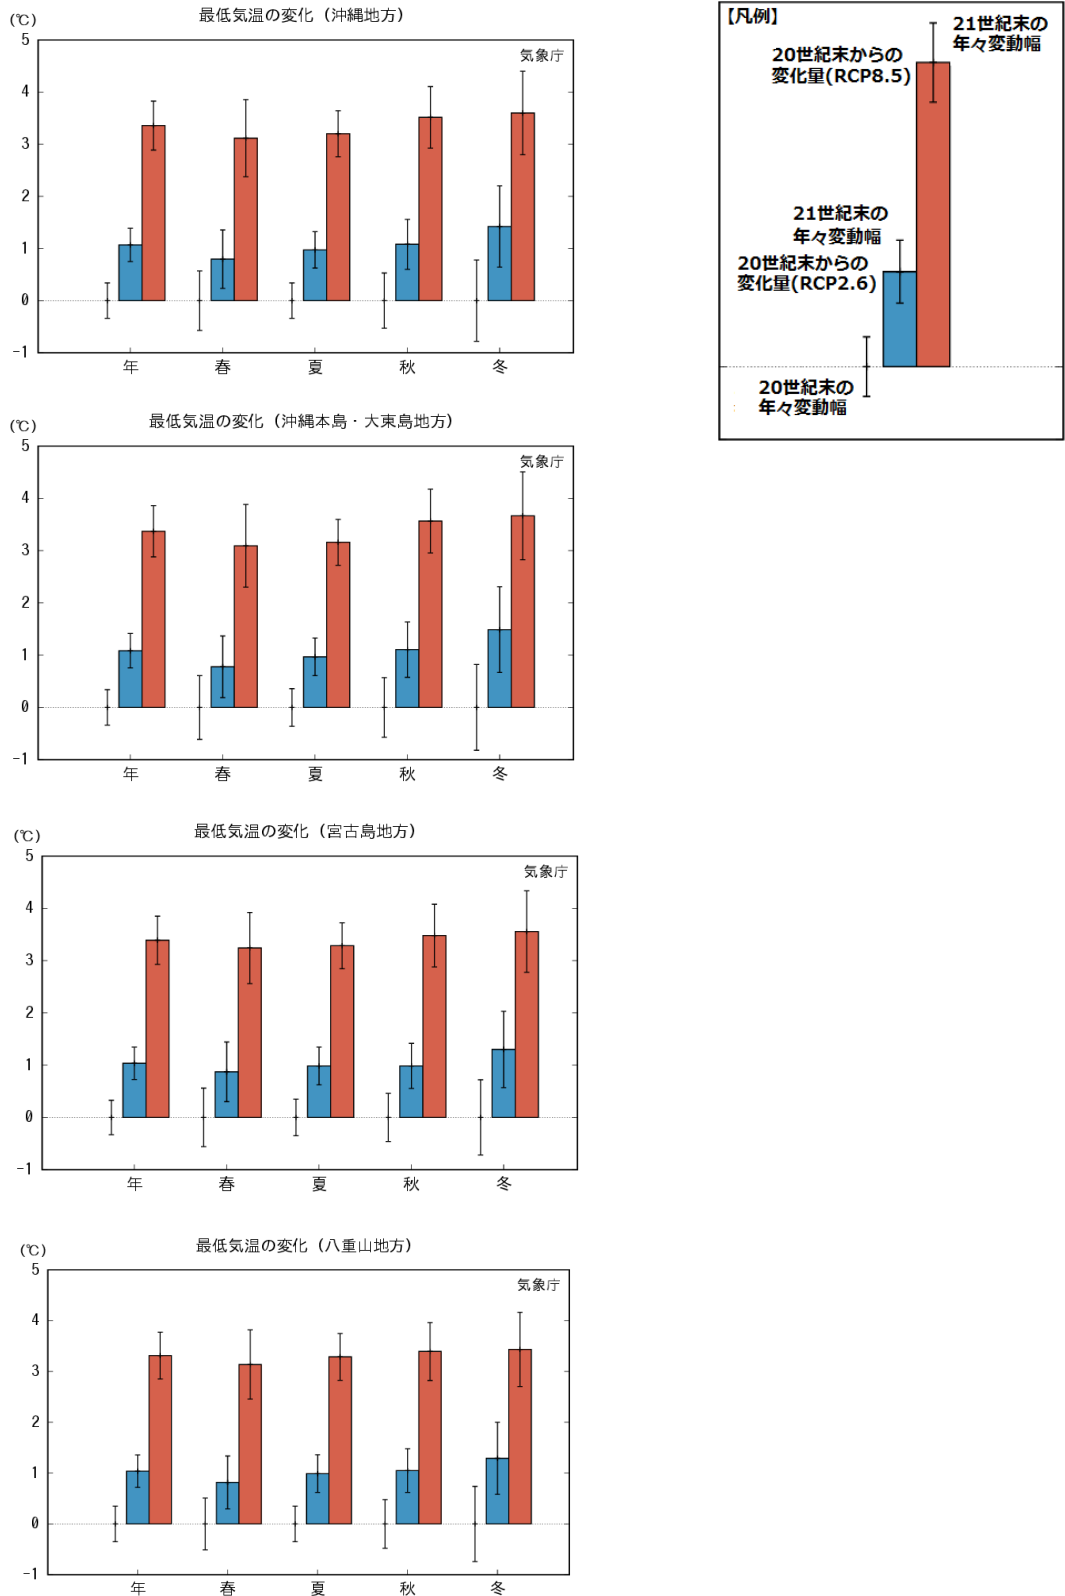 最低気温の変化（沖縄地方）
(℃)
気象庁
5
4
3
2
1
0
-1
年 春 夏 秋 冬
【凡例】
21世紀末の
年々変動幅
20世紀末からの
変化量(RCP8.5)
21世紀末の
年々変動幅
20世紀末からの
変化量(RCP2.6)
20世紀末の
年々変動幅
最低気温の変化（沖縄本島・大東島地方）
(℃)
気象庁
5
4
3
2
1
0
-1
年 春 夏 秋 冬
最低気温の変化（宮古島地方）
(℃)
気象庁
5
4
3
2
1
0
-1
年 春 夏 秋 冬
最低気温の変化（八重山地方）
(℃)
気象庁
5
4
3
2
1
0
-1
年 春 夏 秋 冬